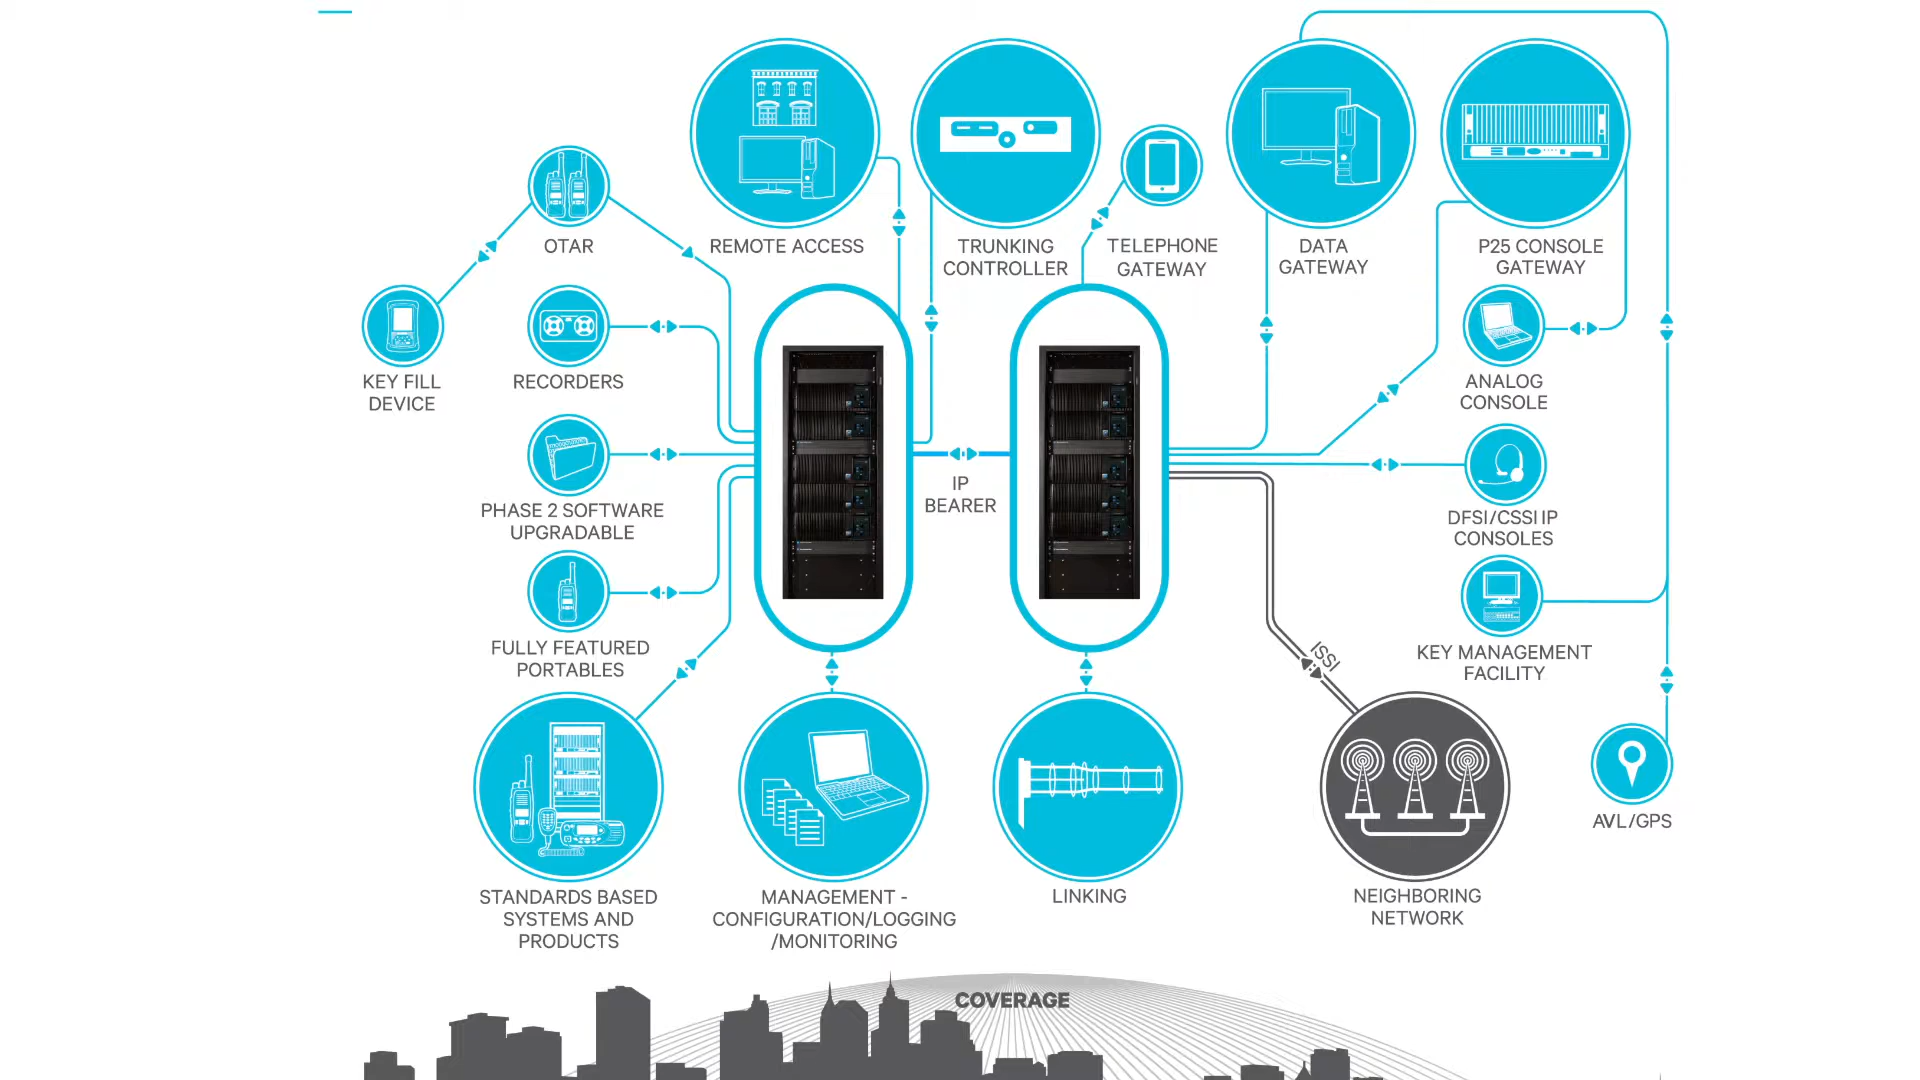 OTAR
REMOTE ACCESS
TRUNKING
CONTROLLER
TELEPHONE
GATEWAY
DATA
GATEWAY
P25 CONSOLE
GATEWAY
KEY FILL
DEVICE
RECORDERS
ANALOG
CONSOLE
PHASE 2 SOFTWARE
UPGRADABLE
IP
BEARER
DFSI/CSSI IP
CONSOLES
FULLY FEATURED
PORTABLES
ISSI
KEY MANAGEMENT
FACILITY
AVL/GPS
STANDARDS BASED
SYSTEMS AND
PRODUCTS
MANAGEMENT -
CONFIGURATION/LOGGING
/MONITORING
LINKING
NEIGHBORING
NETWORK
COVERAGE